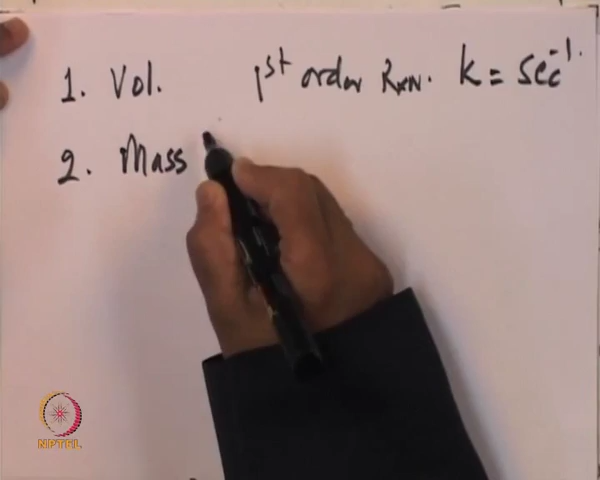 1. Vol. 1st order Rxn. k = sec⁻¹.
2. Mass
NPTEL